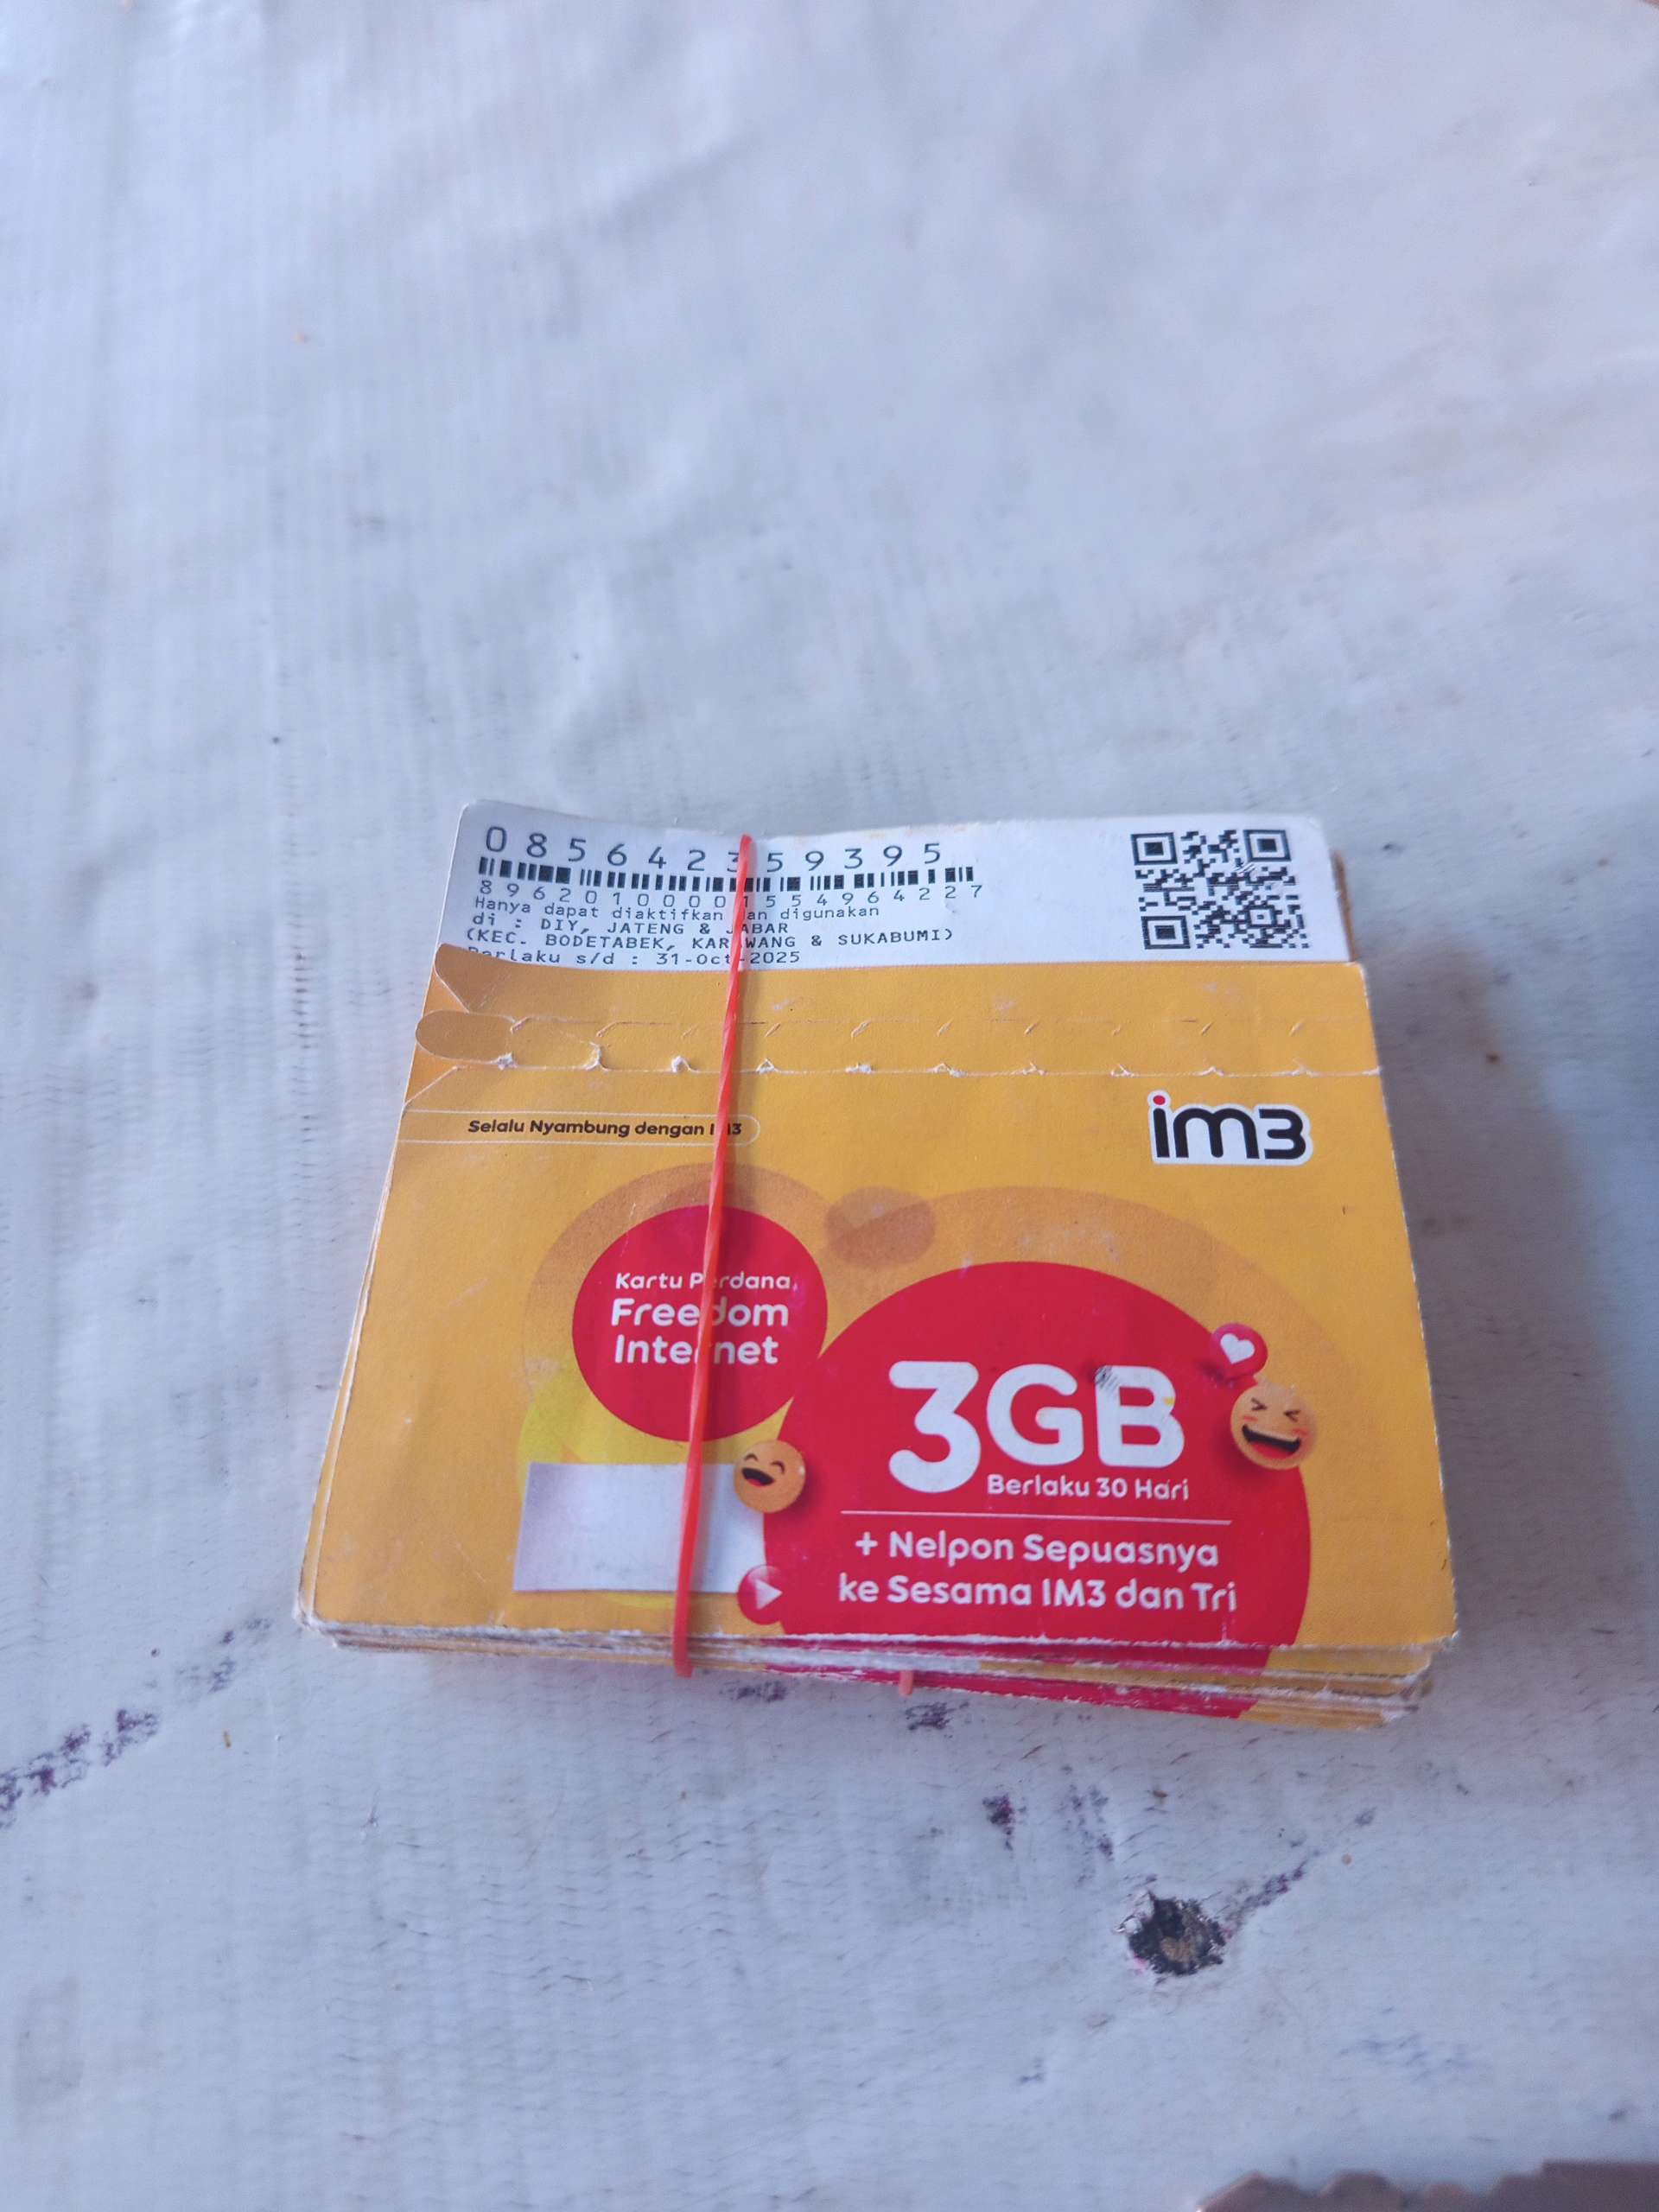 085642359395
89620100001554964227
Hanya dapat diaktifkan dan digunakan
di : DIY, JATENG & JABAR
(KEC. BODETABEK, KARAWANG & SUKABUMI)
Berlaku s/d : 31-Oct-2025
Selalu Nyambung dengan IM3
im3
Kartu Perdana
Freedom
Internet
3GB
Berlaku 30 Hari
+ Nelpon Sepuasnya
ke Sesama IM3 dan Tri